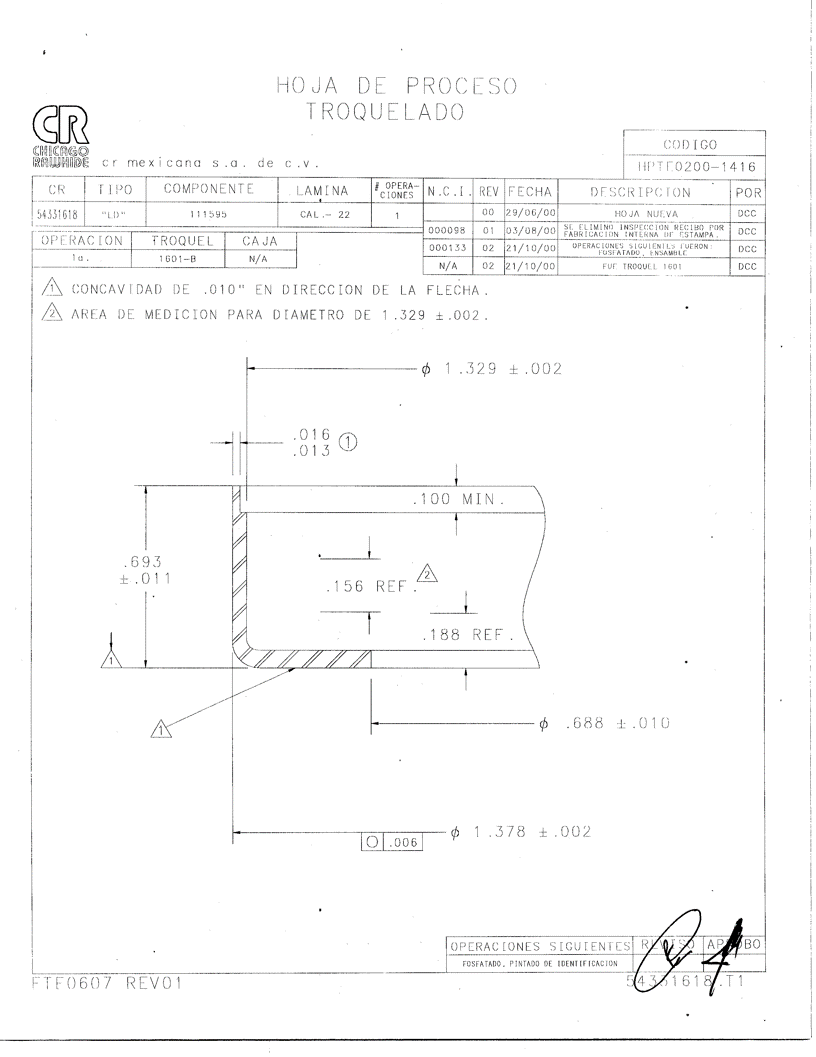 HOJA DE PROCESO
TROQUELADO
CR
CHICAGO
RAWHIDE
cr mexicana s.a. de c.v.
CODIGO
HPTF0200-1416
CR TIPO COMPONENTE LAMINA # OPERACIONES N.C.I. REV FECHA DESCRIPCION POR
54331618 "LD" 111595 CAL.- 22 1 00 29/06/00 HOJA NUEVA DCC
000098 01 03/08/00 SE ELIMINO INSPECCION RECIBO POR FABRICACION INTERNA DE ESTAMPA. DCC
OPERACION TROQUEL CAJA
000133 02 21/10/00 OPERACIONES SIGUIENTES FUERON: FOSFATADO, ENSAMBLE DCC
1a. 1601-B N/A
N/A 02 21/10/00 FUE TROQUEL 1601 DCC
1 CONCAVIDAD DE .010" EN DIRECCION DE LA FLECHA.
2 AREA DE MEDICION PARA DIAMETRO DE 1.329 ±.002.
ϕ 1.329 ±.002
.016
.013 1
.100 MIN.
.693
±.011
.156 REF. 2
.188 REF.
1
1
ϕ .688 ±.010
ϕ 1.378 ±.002
○ .006
OPERACIONES SIGUIENTES REVISO APROBO
FOSFATADO, PINTADO DE IDENTIFICACION
FTF0607 REV01
54331618.T1